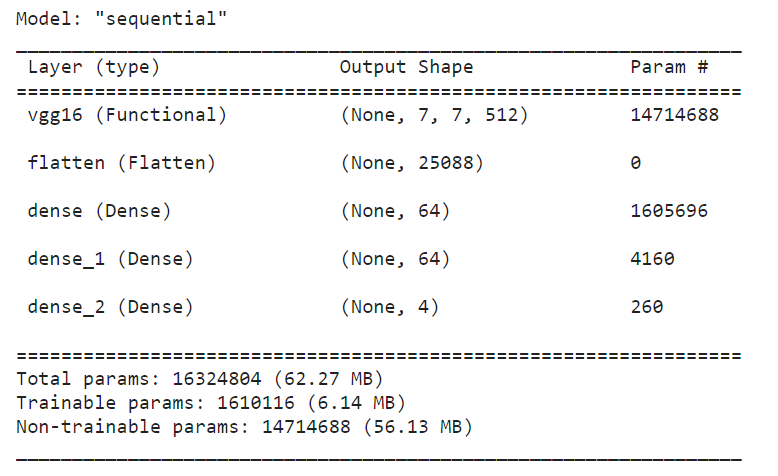 Model: "sequential"
Layer (type) Output Shape Param #
vgg16 (Functional) (None, 7, 7, 512) 14714688
flatten (Flatten) (None, 25088) 0
dense (Dense) (None, 64) 1605696
dense_1 (Dense) (None, 64) 4160
dense_2 (Dense) (None, 4) 260
Total params: 16324804 (62.27 MB)
Trainable params: 1610116 (6.14 MB)
Non-trainable params: 14714688 (56.13 MB)